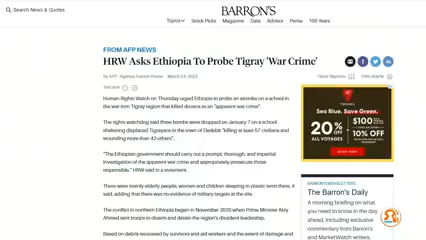 Search News & Quotes
BARRON'S
Topics
Stock Picks
Magazine
Data
Advisor
Penta
100 Years
FROM AFP NEWS
HRW Asks Ethiopia To Probe Tigray 'War Crime'
By AFP - Agence France Presse
March 24, 2022
Order Reprints
Print Article
Text size
Human Rights Watch on Thursday urged Ethiopia to probe an airstrike on a school in
the war-torn Tigray region that killed dozens as an "apparent war crime".
The rights watchdog said three bombs were dropped on January 7 on a school
sheltering displaced Tigrayans in the town of Dedebit "killing at least 57 civilians and
wounding more than 42 others".
"The Ethiopian government should carry out a prompt, thorough, and impartial
investigation of the apparent war crime and appropriately prosecute those
responsible," HRW said in a statement.
There were mainly elderly people, women and children sleeping in plastic tents there, it
said, adding that there was no evidence of military targets at the site.
The conflict in northern Ethiopia began in November 2020 when Prime Minister Abiy
Ahmed sent troops to disarm and detain the region's dissident leadership.
Based on debris recovered by survivors and aid workers and the extent of damage and
Sea Blue. Save Green.
20% OFF
ALL VOYAGES
$100
10%
OFF
BARRON'S NEWSLETTERS
The Barron's Daily
A morning briefing on what
you need to know in the day
ahead, including exclusive
commentary from Barron's
and MarketWatch writers.